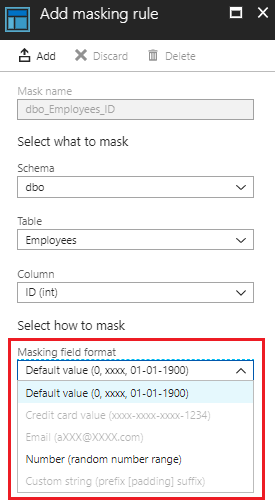 Add masking rule
Add Discard Delete
Mask name
dbo_Employees_ID
Select what to mask
Schema
dbo
Table
Employees
Column
ID (int)
Select how to mask
Masking field format
Default value (0, xxxx, 01-01-1900)
Default value (0, xxxx, 01-01-1900)
Credit card value (xxxx-xxxx-xxxx-1234)
Email (aXXX@XXXX.com)
Number (random number range)
Custom string (prefix [padding] suffix)